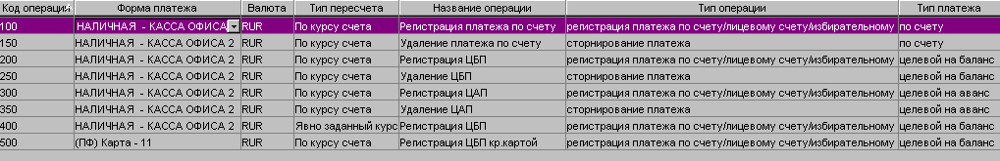 Код операции Форма платежа Валюта Тип пересчета Название операции Тип операции Тип платежа
100 НАЛИЧНАЯ - КАССА ОФИСА RUR По курсу счета Регистрация платежа по счету регистрация платежа по счету/лицевому счету/избирательному по счету
150 НАЛИЧНАЯ - КАССА ОФИСА 2 RUR По курсу счета Удаление платежа по счету сторнирование платежа по счету
200 НАЛИЧНАЯ - КАССА ОФИСА 2 RUR По курсу счета Регистрация ЦБП регистрация платежа по счету/лицевому счету/избирательному целевой на баланс
250 НАЛИЧНАЯ - КАССА ОФИСА 2 RUR По курсу счета Удаление ЦБП сторнирование платежа целевой на баланс
300 НАЛИЧНАЯ - КАССА ОФИСА 2 RUR По курсу счета Регистрация ЦАП регистрация платежа по счету/лицевому счету/избирательному целевой на аванс
350 НАЛИЧНАЯ - КАССА ОФИСА 2 RUR По курсу счета Удаление ЦАП сторнирование платежа целевой на аванс
400 НАЛИЧНАЯ - КАССА ОФИСА 2 RUR Явно заданный курс Регистрация ЦБП регистрация платежа по счету/лицевому счету/избирательному целевой на баланс
500 (ПФ) Карта - 11 RUR По курсу счета Регистрация ЦБП кр.картой регистрация платежа по счету/лицевому счету/избирательному целевой на баланс